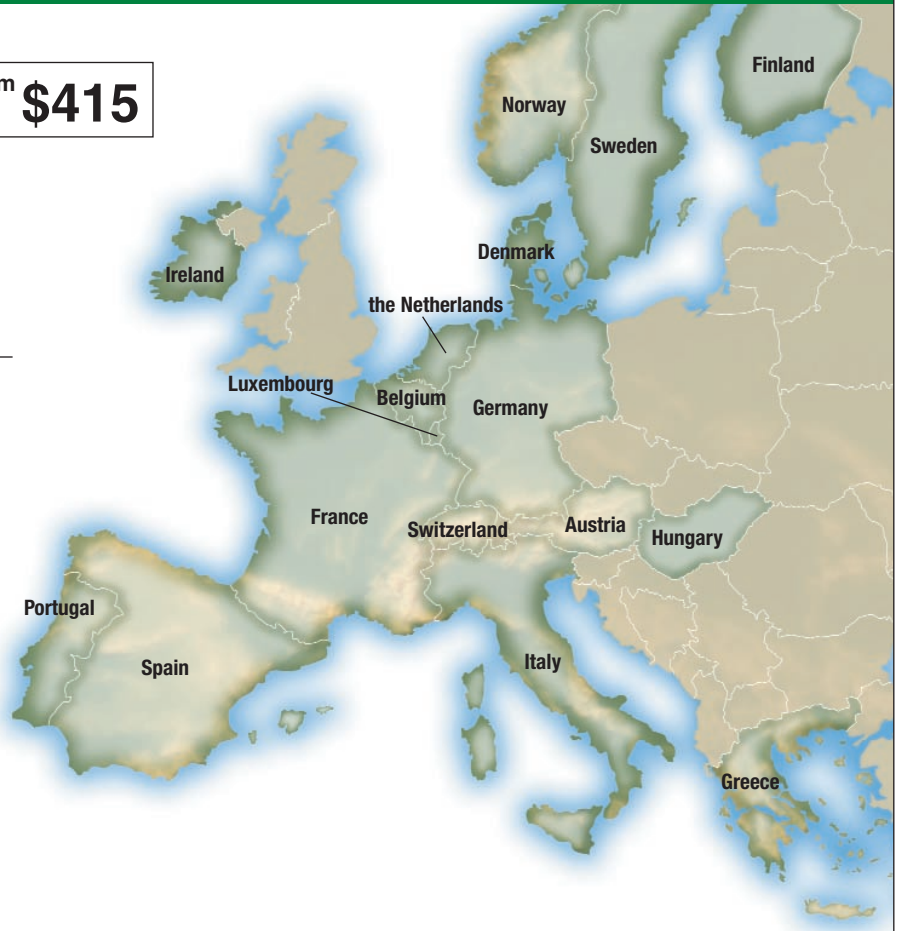 m $415
Finland
Norway
Sweden
Denmark
Ireland
the Netherlands
Luxembourg
Belgium
Germany
France
Switzerland
Austria
Hungary
Portugal
Spain
Italy
Greece